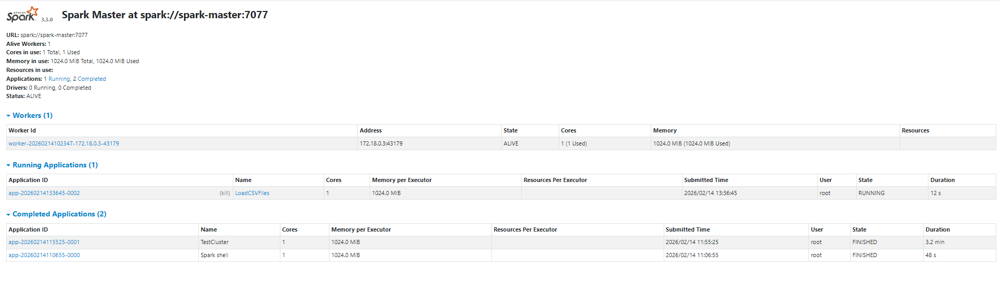 APACHE Spark 3.3.0 Spark Master at spark://spark-master:7077
URL: spark://spark-master:7077
Alive Workers: 1
Cores in use: 1 Total, 1 Used
Memory in use: 1024.0 MiB Total, 1024.0 MiB Used
Resources in use:
Applications: 1 Running, 2 Completed
Drivers: 0 Running, 0 Completed
Status: ALIVE
Workers (1)
Worker Id Address State Cores Memory Resources
worker-20260214102347-172.18.0.3-43179 172.18.0.3:43179 ALIVE 1 (1 Used) 1024.0 MiB (1024.0 MiB Used)
Running Applications (1)
Application ID Name Cores Memory per Executor Resources Per Executor Submitted Time User State Duration
app-20260214133645-0002 (kill) LoadCSVFiles 1 1024.0 MiB 2026/02/14 13:36:45 root RUNNING 12 s
Completed Applications (2)
Application ID Name Cores Memory per Executor Resources Per Executor Submitted Time User State Duration
app-20260214115525-0001 TestCluster 1 1024.0 MiB 2026/02/14 11:55:25 root FINISHED 3.2 min
app-20260214110655-0000 Spark shell 1 1024.0 MiB 2026/02/14 11:06:55 root FINISHED 48 s